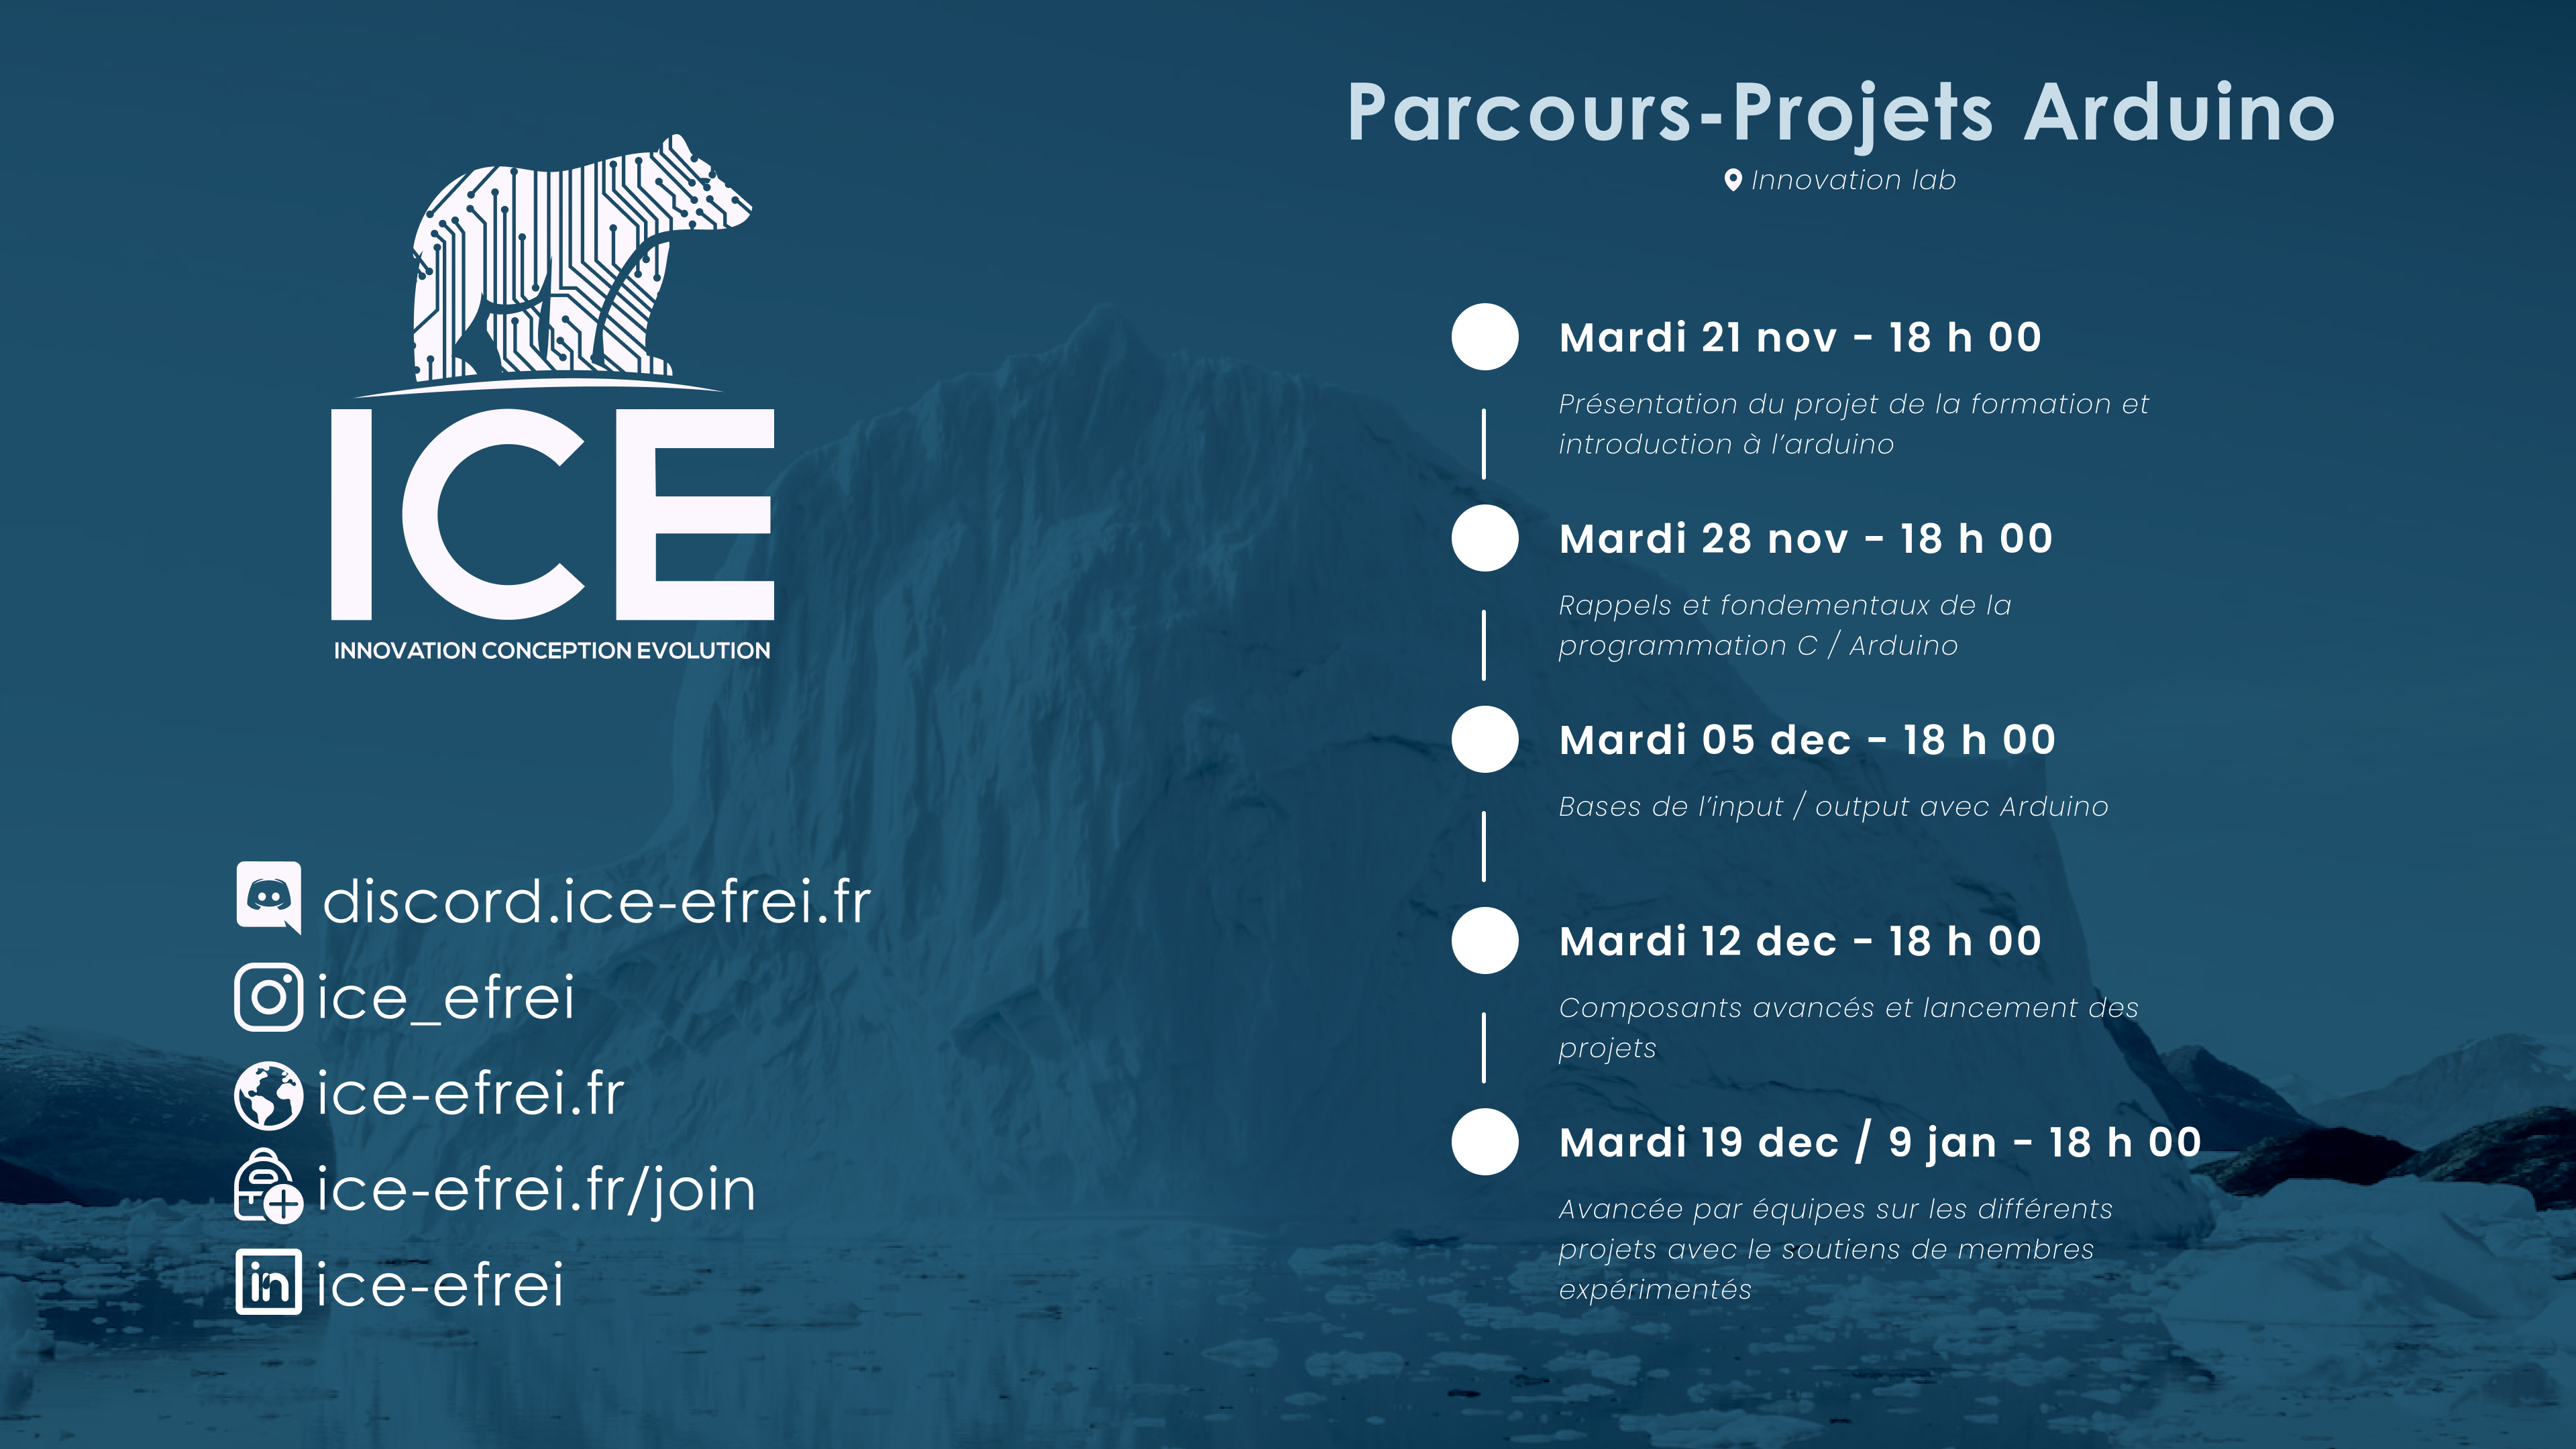 ICE
INNOVATION CONCEPTION EVOLUTION
discord.ice-efrei.fr
ice_efrei
ice-efrei.fr
ice-efrei.fr/join
in
ice-efrei
Parcours-Projets Arduino
Innovation lab
Mardi 21 nov - 18 h 00
Présentation du projet de la formation et
introduction à l’arduino
Mardi 28 nov - 18 h 00
Rappels et fondementaux de la
programmation C / Arduino
Mardi 05 dec - 18 h 00
Bases de l’input / output avec Arduino
Mardi 12 dec - 18 h 00
Composants avancés et lancement des
projets
Mardi 19 dec / 9 jan - 18 h 00
Avancée par équipes sur les différents
projets avec le soutiens de membres
expérimentés